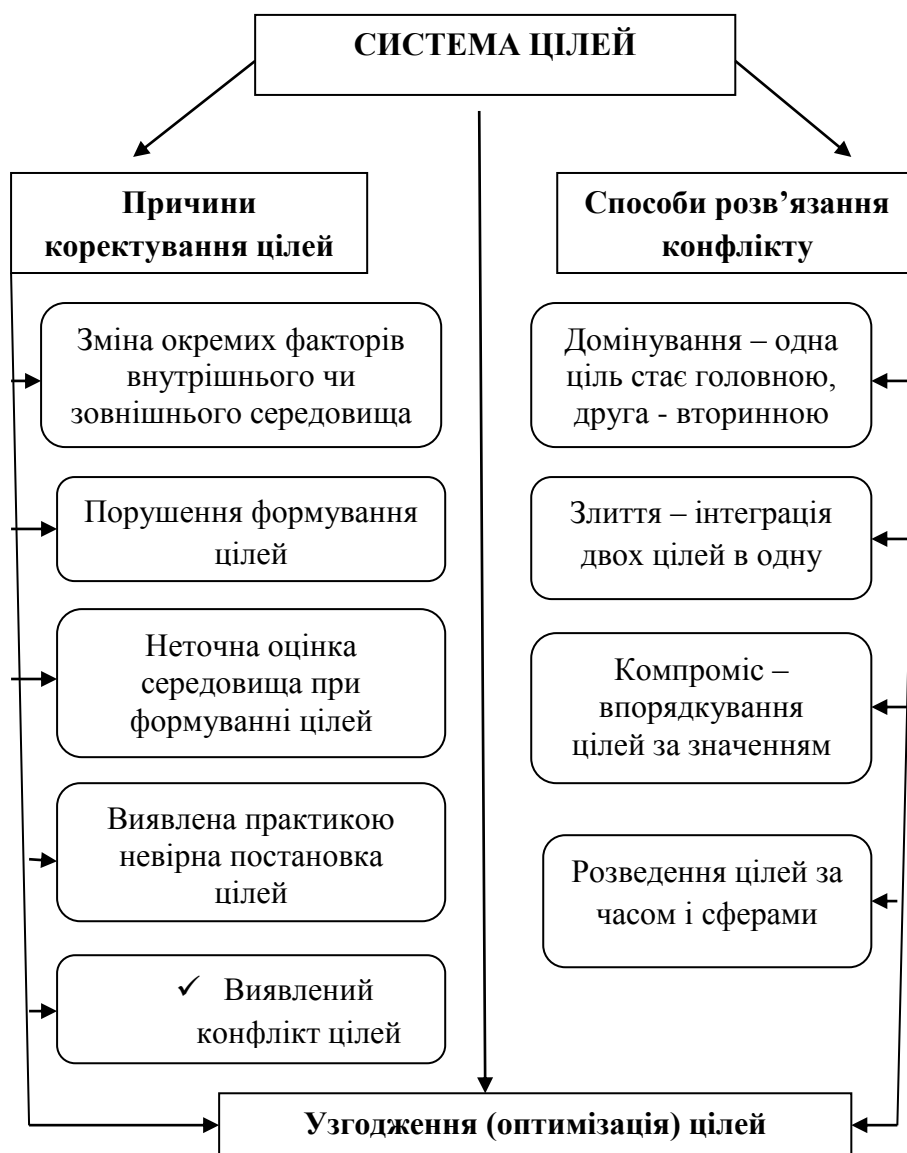 СИСТЕМА ЦІЛЕЙ
Причини
коректування цілей
Зміна окремих факторів
внутрішнього чи
зовнішнього середовища
Порушення формування
цілей
Неточна оцінка
середовища при
формуванні цілей
Виявлена практикою
невірна постановка
цілей
✓ Виявлений
конфлікт цілей
Способи розв’язання
конфлікту
Домінування – одна
ціль стає головною,
друга - вторинною
Злиття – інтеграція
двох цілей в одну
Компроміс –
впорядкування
цілей за значенням
Розведення цілей за
часом і сферами
Узгодження (оптимізація) цілей